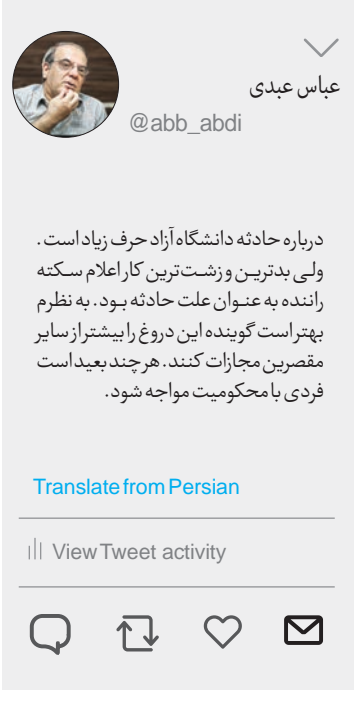 عباس عبدی
@abb_abdi
درباره حادثه دانشگاه آزاد حرف زیاد است.
ولی بدترین و زشت‌ترین کار اعلام سکته
راننده به عنوان علت حادثه بود. به نظرم
بهتر است گوینده این دروغ را بیشتر از سایر
مقصرین مجازات کنند. هر چند بعید است
فردی با محکومیت مواجه شود.
Translate from Persian
View Tweet activity